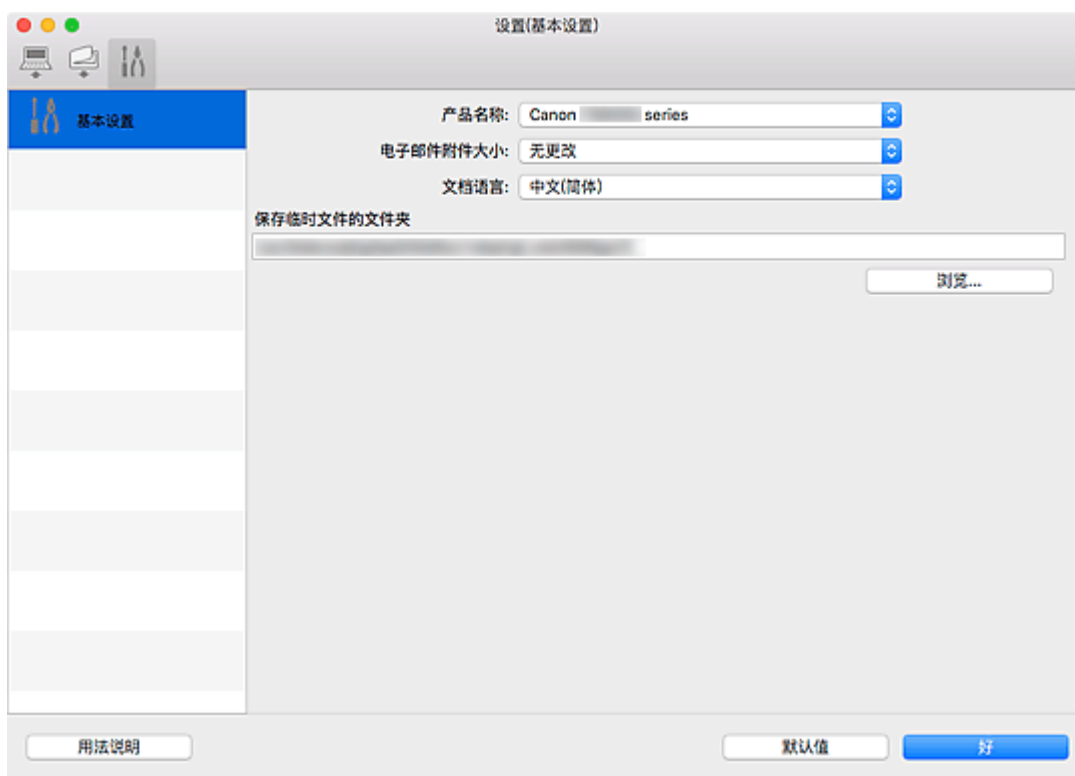 设置(基本设置)
基本设置
产品名称: Canon series
电子邮件附件大小: 无更改
文档语言: 中文(简体)
保存临时文件的文件夹
浏览...
用法说明
默认值
好